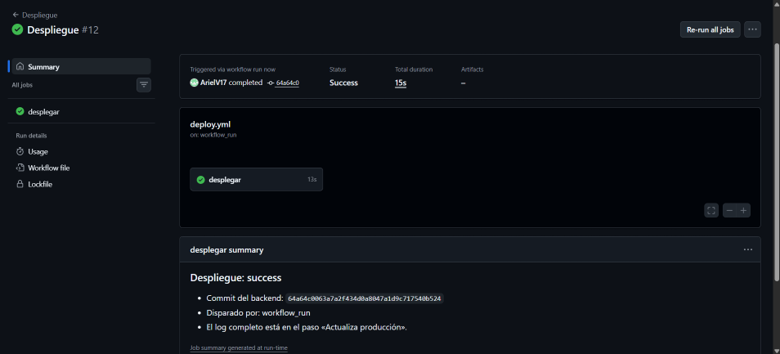 ← Despliegue
Despliegue #12
Re-run all jobs
Summary
All jobs
desplegar
Run details
Usage
Workflow file
Lockfile
Triggered via workflow run now
ArielV17 completed 64a64c0
Status
Success
Total duration
15s
Artifacts
–
deploy.yml
on: workflow_run
desplegar 13s
desplegar summary
Despliegue: success
• Commit del backend: 64a64c0063a7a2f434d0a8047a1d9c717540b524
• Disparado por: workflow_run
• El log completo está en el paso «Actualiza producción».
Job summary generated at run-time